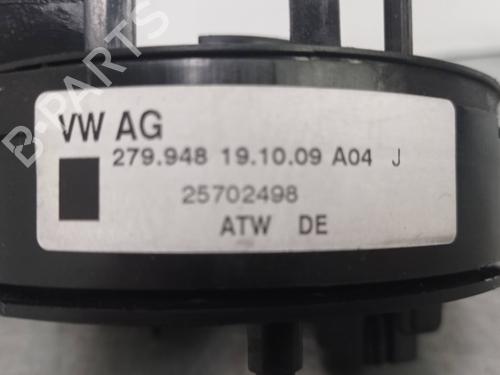 VW AG
279.948 19.10.09 A04 J
25702498
ATW DE
B-PARTS